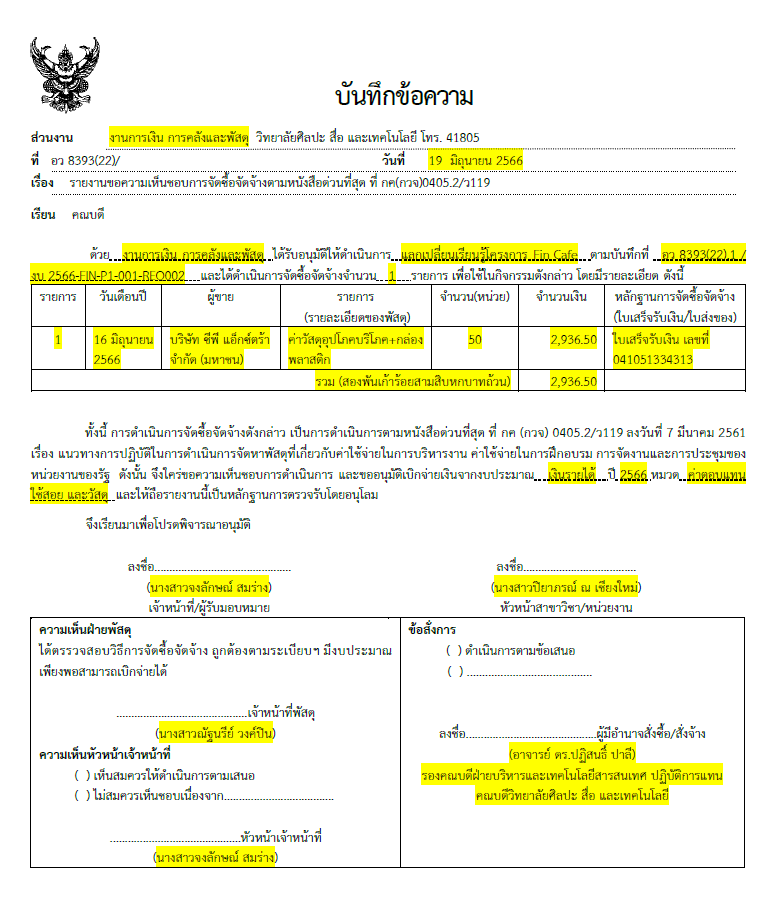 บันทึกข้อความ
ส่วนงาน งานการเงิน การคลังและพัสดุ วิทยาลัยศิลปะ สื่อ และเทคโนโลยี โทร. 41805
ที่ อว 8393(22)/ วันที่ 19 มิถุนายน 2566
เรื่อง รายงานขอความเห็นชอบการจัดซื้อจัดจ้างตามหนังสือด่วนที่สุด ที่ กค(กวจ)0405.2/ว119
เรียน คณบดี
ด้วย งานการเงิน การคลังและพัสดุ ได้รับอนุมัติให้ดำเนินการ แลกเปลี่ยนเรียนรู้โครงการ Fin Cafe ตามบันทึกที่ อว 8393(22).1 /
งบ 2566-FIN-P1-001-REQ002 และได้ดำเนินการจัดซื้อจัดจ้างจำนวน 1 รายการ เพื่อใช้ในกิจกรรมดังกล่าว โดยมีรายละเอียด ดังนี้
รายการ วันเดือนปี ผู้ขาย รายการ จำนวน(หน่วย) จำนวนเงิน หลักฐานการจัดซื้อจัดจ้าง
(รายละเอียดของพัสดุ) (ใบเสร็จรับเงิน/ใบส่งของ)
1 16 มิถุนายน บริษัท ซีพี แอ็กซ์ตร้า ค่าวัสดุอุปโภคบริโภค+กล่อง 50 2,936.50 ใบเสร็จรับเงิน เลขที่
2566 จำกัด (มหาชน) พลาสติก 041051334313
รวม (สองพันเก้าร้อยสามสิบหกบาทถ้วน) 2,936.50
ทั้งนี้ การดำเนินการจัดซื้อจัดจ้างดังกล่าว เป็นการดำเนินการตามหนังสือด่วนที่สุด ที่ กค (กวจ) 0405.2/ว119 ลงวันที่ 7 มีนาคม 2561
เรื่อง แนวทางการปฏิบัติในการดำเนินการจัดหาพัสดุที่เกี่ยวกับค่าใช้จ่ายในการบริหารงาน ค่าใช้จ่ายในการฝึกอบรม การจัดงานและการประชุมของ
หน่วยงานของรัฐ ดังนั้น จึงใคร่ขอความเห็นชอบการดำเนินการ และขออนุมัติเบิกจ่ายเงินจากงบประมาณ เงินรายได้ ปี 2566 หมวด ค่าตอบแทน
ใช้สอย และวัสดุ และให้ถือรายงานนี้เป็นหลักฐานการตรวจรับโดยอนุโลม
จึงเรียนมาเพื่อโปรดพิจารณาอนุมัติ
ลงชื่อ.............................................. ลงชื่อ......................................
(นางสาวจงลักษณ์ สมร่าง) (นางสาวปิยาภรณ์ ณ เชียงใหม่)
เจ้าหน้าที่/ผู้รับมอบหมาย หัวหน้าสาขาวิชา/หน่วยงาน
ความเห็นฝ่ายพัสดุ
ได้ตรรวจสอบวิธีการจัดซื้อจัดจ้าง ถูกต้องตามระเบียบฯ มีงบประมาณ
เพียงพอสามารถเบิกจ่ายได้
............................................เจ้าหน้าที่พัสดุ
(นางสาวณัฐนรีย์ วงศ์ปิน)
ความเห็นหัวหน้าเจ้าหน้าที่
( ) เห็นสมควรให้ดำเนินการตามเสนอ
( ) ไม่สมควรเห็นชอบเนื่องจาก.....................................
............................................หัวหน้าเจ้าหน้าที่
(นางสาวจงลักษณ์ สมร่าง)
ข้อสั่งการ
( ) ดำเนินการตามข้อเสนอ
( ) ..........................................
ลงชื่อ............................................ผู้มีอำนาจสั่งซื้อ/สั่งจ้าง
(อาจารย์ ดร.ปฏิสนธิ์ ปาลี)
รองคณบดีฝ่ายบริหารและเทคโนโลยีสารสนเทศ ปฏิบัติการแทน
คณบดีวิทยาลัยศิลปะ สื่อ และเทคโนโลยี